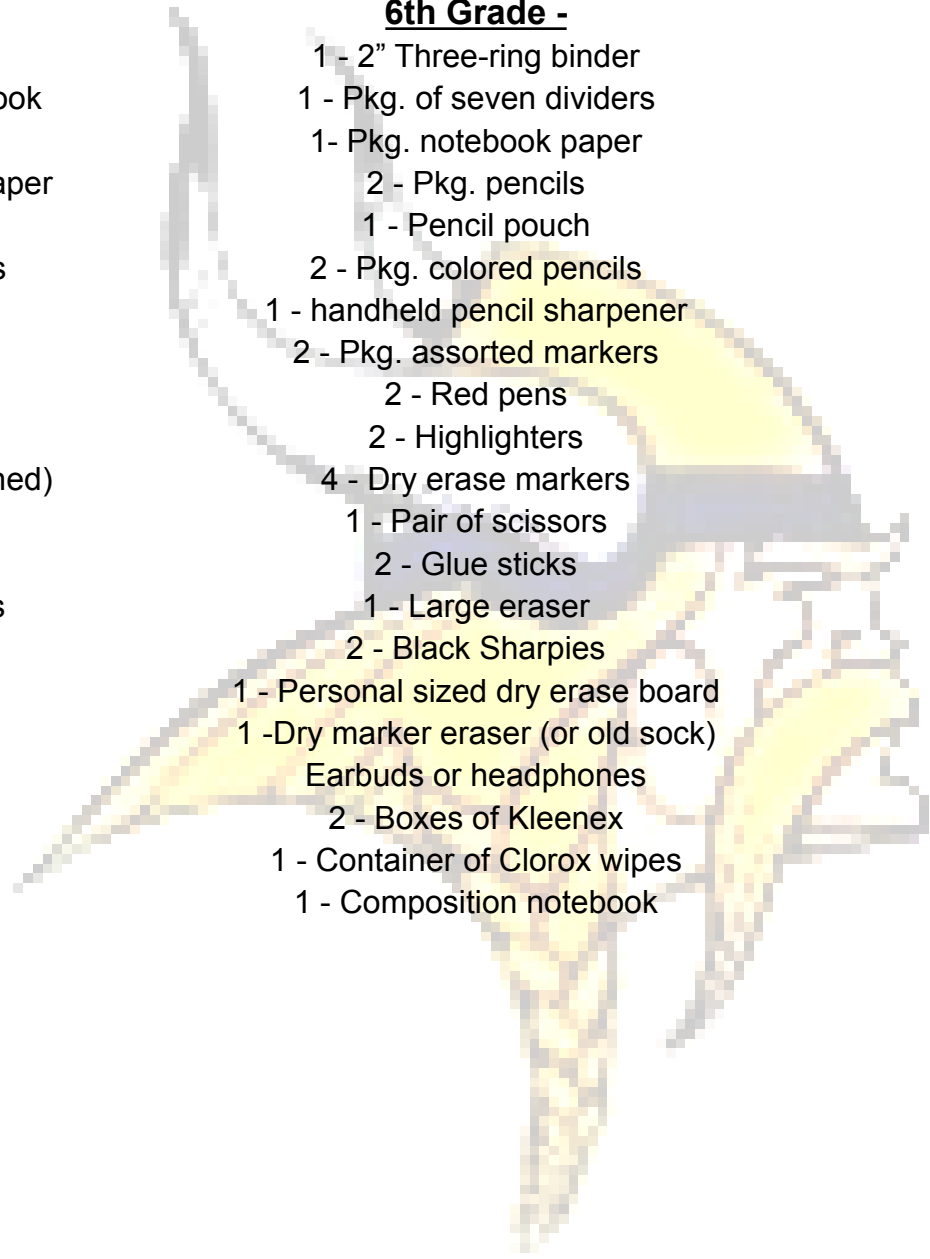 6th Grade -
1 - 2” Three-ring binder
1 - Pkg. of seven dividers
1- Pkg. notebook paper
2 - Pkg. pencils
1 - Pencil pouch
2 - Pkg. colored pencils
1 - handheld pencil sharpener
2 - Pkg. assorted markers
2 - Red pens
2 - Highlighters
4 - Dry erase markers
1 - Pair of scissors
2 - Glue sticks
1 - Large eraser
2 - Black Sharpies
1 - Personal sized dry erase board
1 -Dry marker eraser (or old sock)
Earbuds or headphones
2 - Boxes of Kleenex
1 - Container of Clorox wipes
1 - Composition notebook